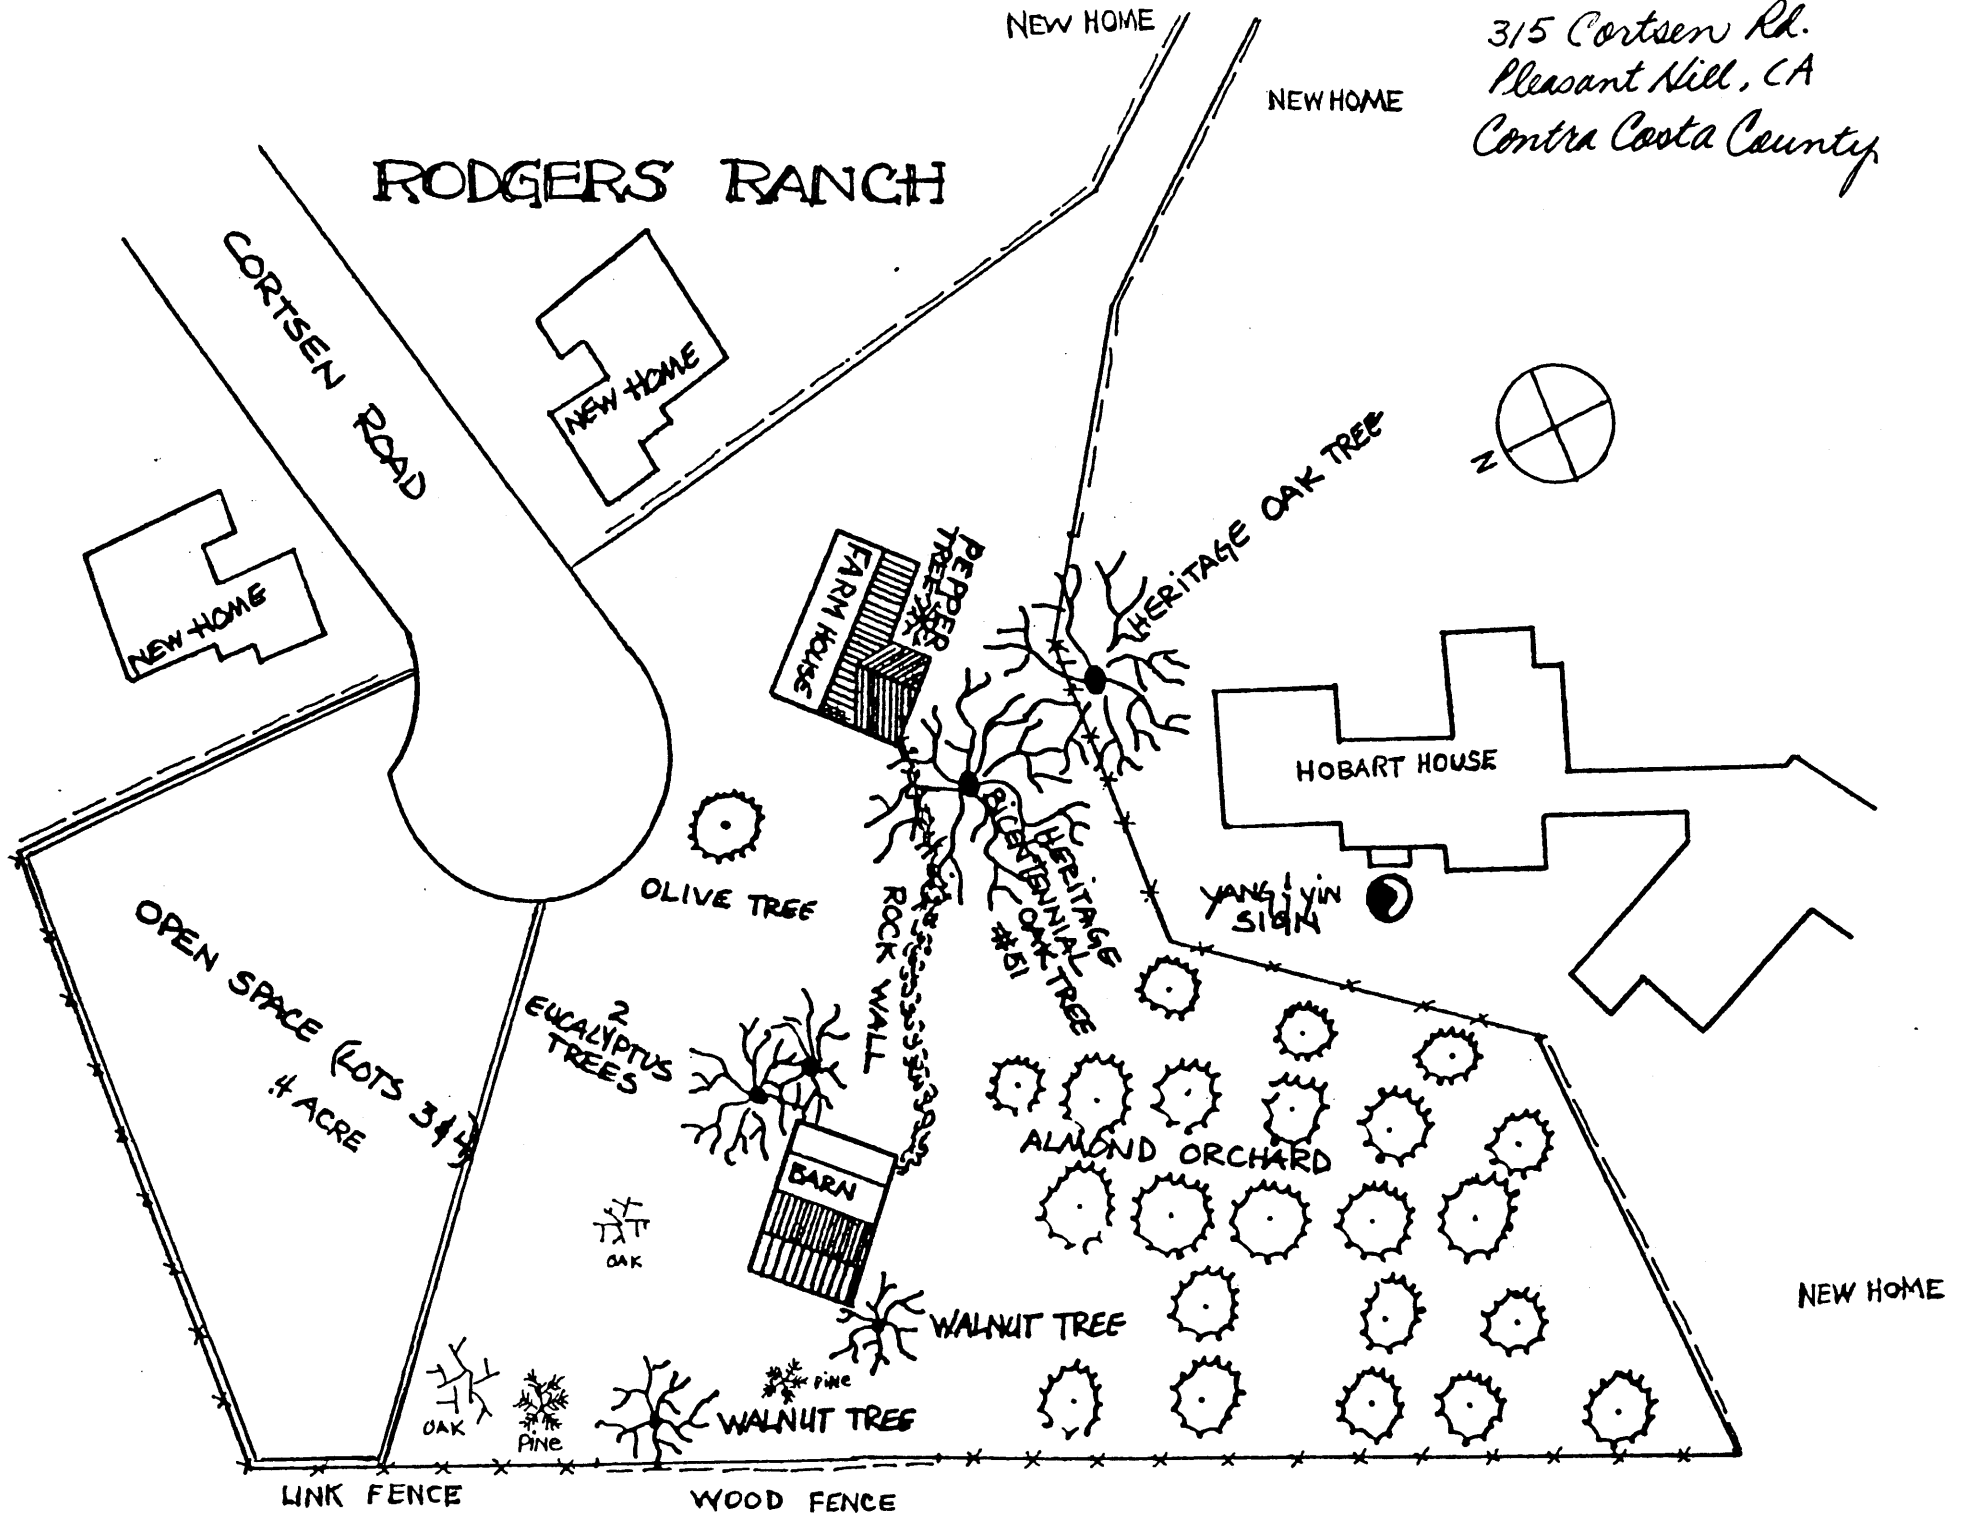 NEW HOME
315 Cortsen Rd.
Pleasant Hill, CA
Contra Costa County
NEW HOME
RODGERS RANCH
CORTSEN ROAD
NEW HOME
NEW HOME
N
HERITAGE OAK TREE
FARM HOUSE
PEPPER
TREE
HOBART HOUSE
OLIVE TREE
YANG & YIN
SIGN
ROCK WALL
HERITAGE
BICENTENNIAL
OAK TREE
#51
OPEN SPACE (LOTS 3 & 4)
.4 ACRE
2
EUCALYPTUS
TREES
ALMOND ORCHARD
BARN
OAK
NEW HOME
WALNUT TREE
PINE
OAK
PINE
WALNUT TREE
LINK FENCE
WOOD FENCE